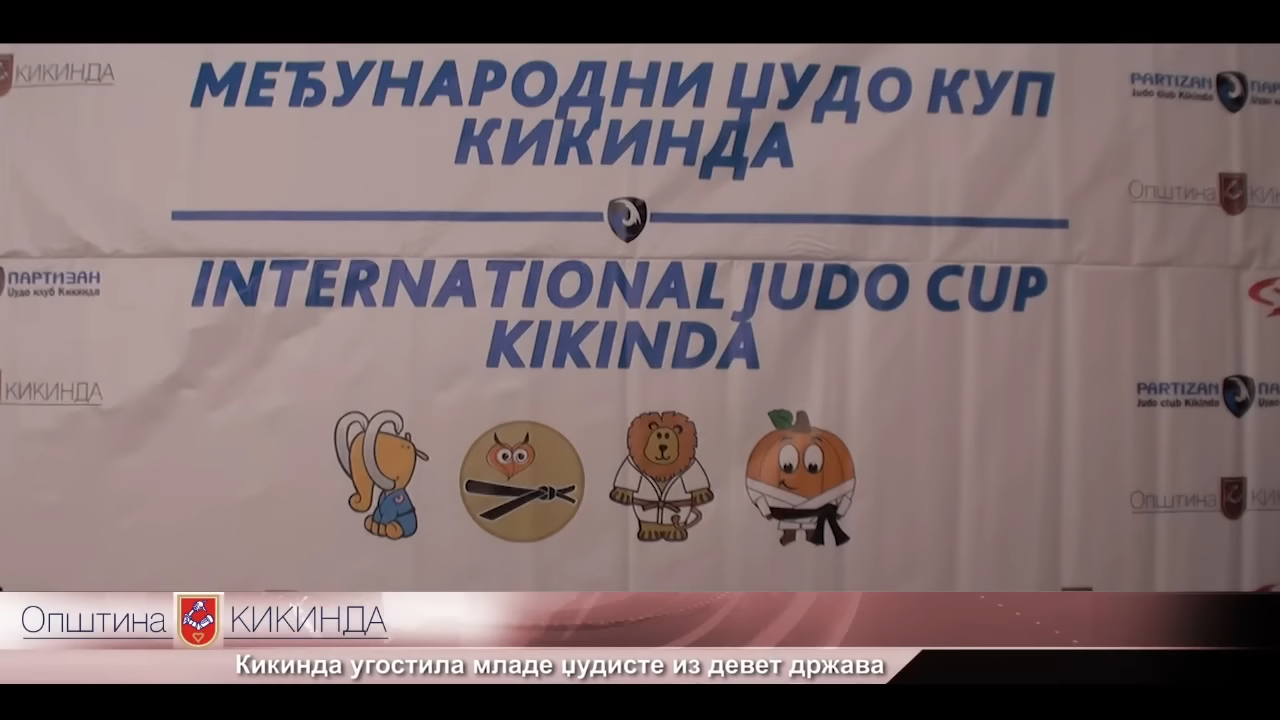 КИКИНДА
МЕЂУНАРОДНИ ЏУДО КУП
КИКИНДА
PARTIZAN
Judo club Kikinda
Општина
INTERNATIONAL JUDO CUP
KIKINDA
ПАРТИЗАН
Џудо клуб Кикинда
КИКИНДА
PARTIZAN
Judo club Kikinda
Општина
Општина КИКИНДА
Кикинда угостила младе џудисте из девет држава